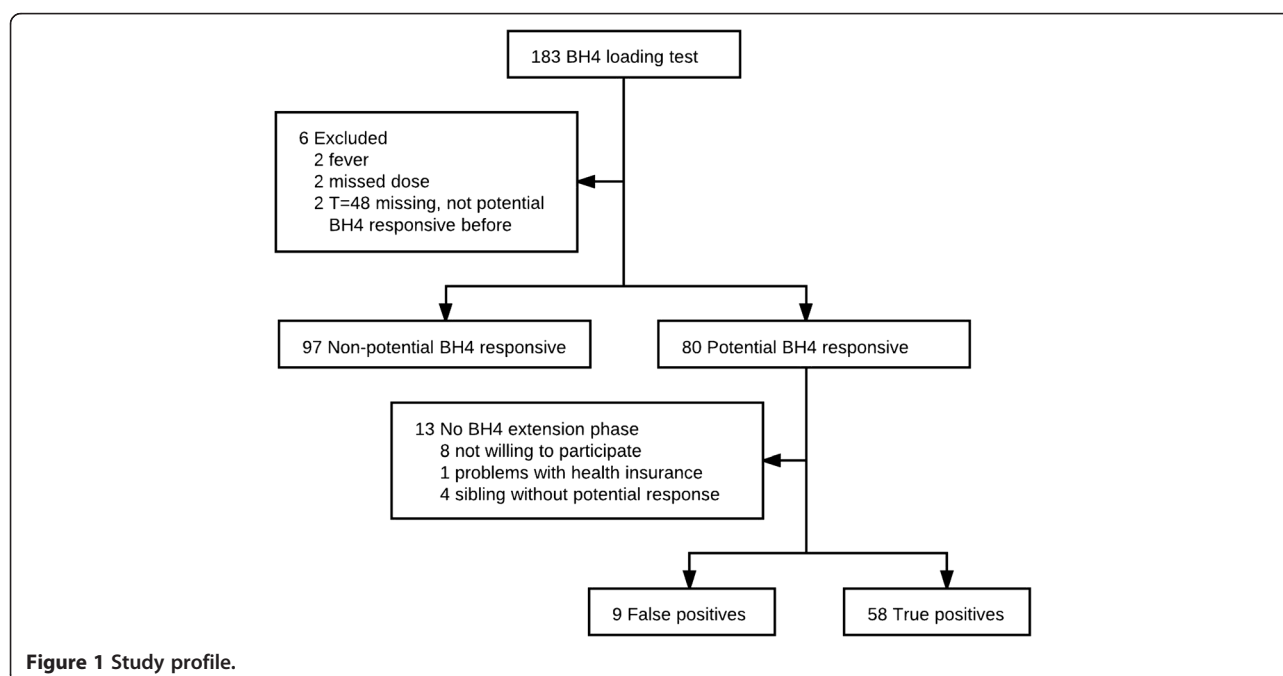 183 BH4 loading test
6 Excluded
2 fever
2 missed dose
2 T=48 missing, not potential
BH4 responsive before
97 Non-potential BH4 responsive
80 Potential BH4 responsive
13 No BH4 extension phase
8 not willing to participate
1 problems with health insurance
4 sibling without potential response
9 False positives
58 True positives
Figure 1 Study profile.